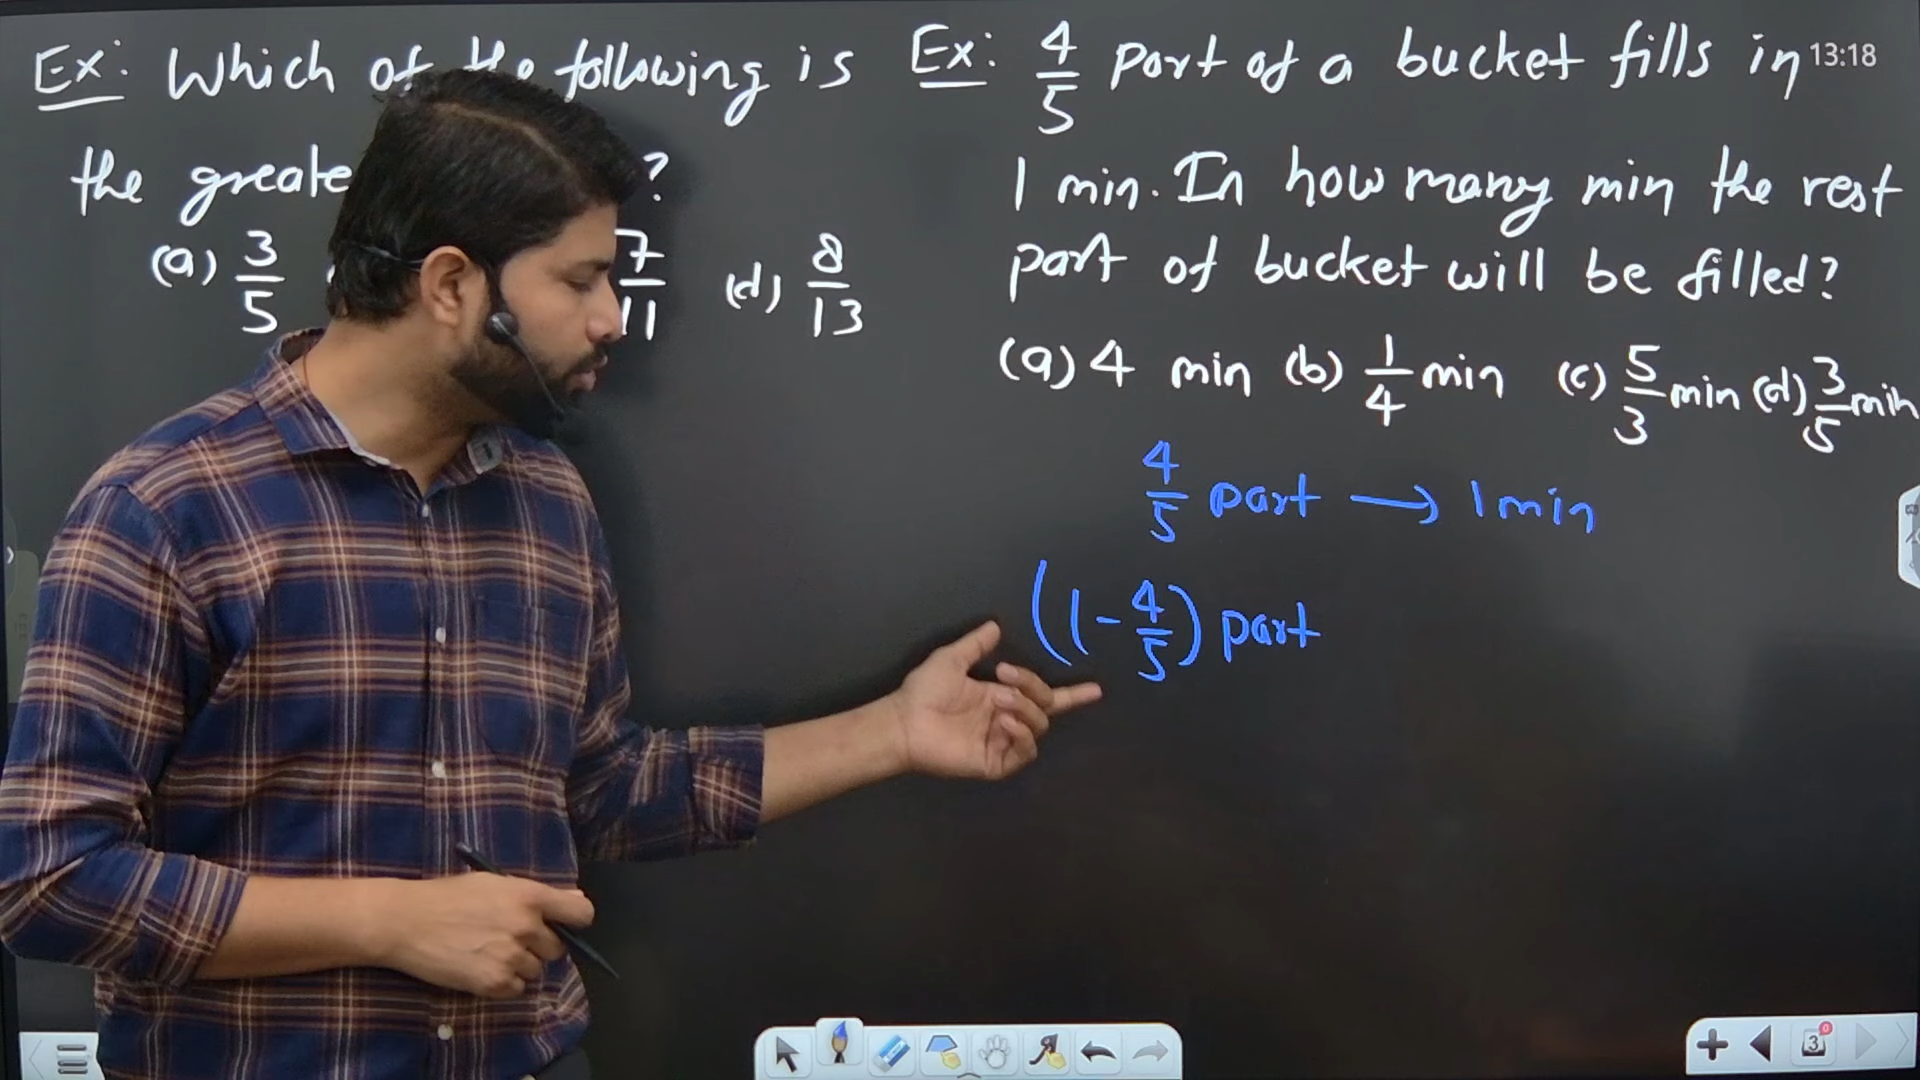 Ex: Which of the following is
the ?
(a) 3/5 7/11 (d) 8/13
Ex: 4/5 part of a bucket fills in
1 min. In how many min the rest
part of bucket will be filled?
(a) 4 min (b) 1/4 min (c) 5/3 min (d) 3/5 min
4/5 part → 1 min
(1 - 4/5) part
13:18
3
0